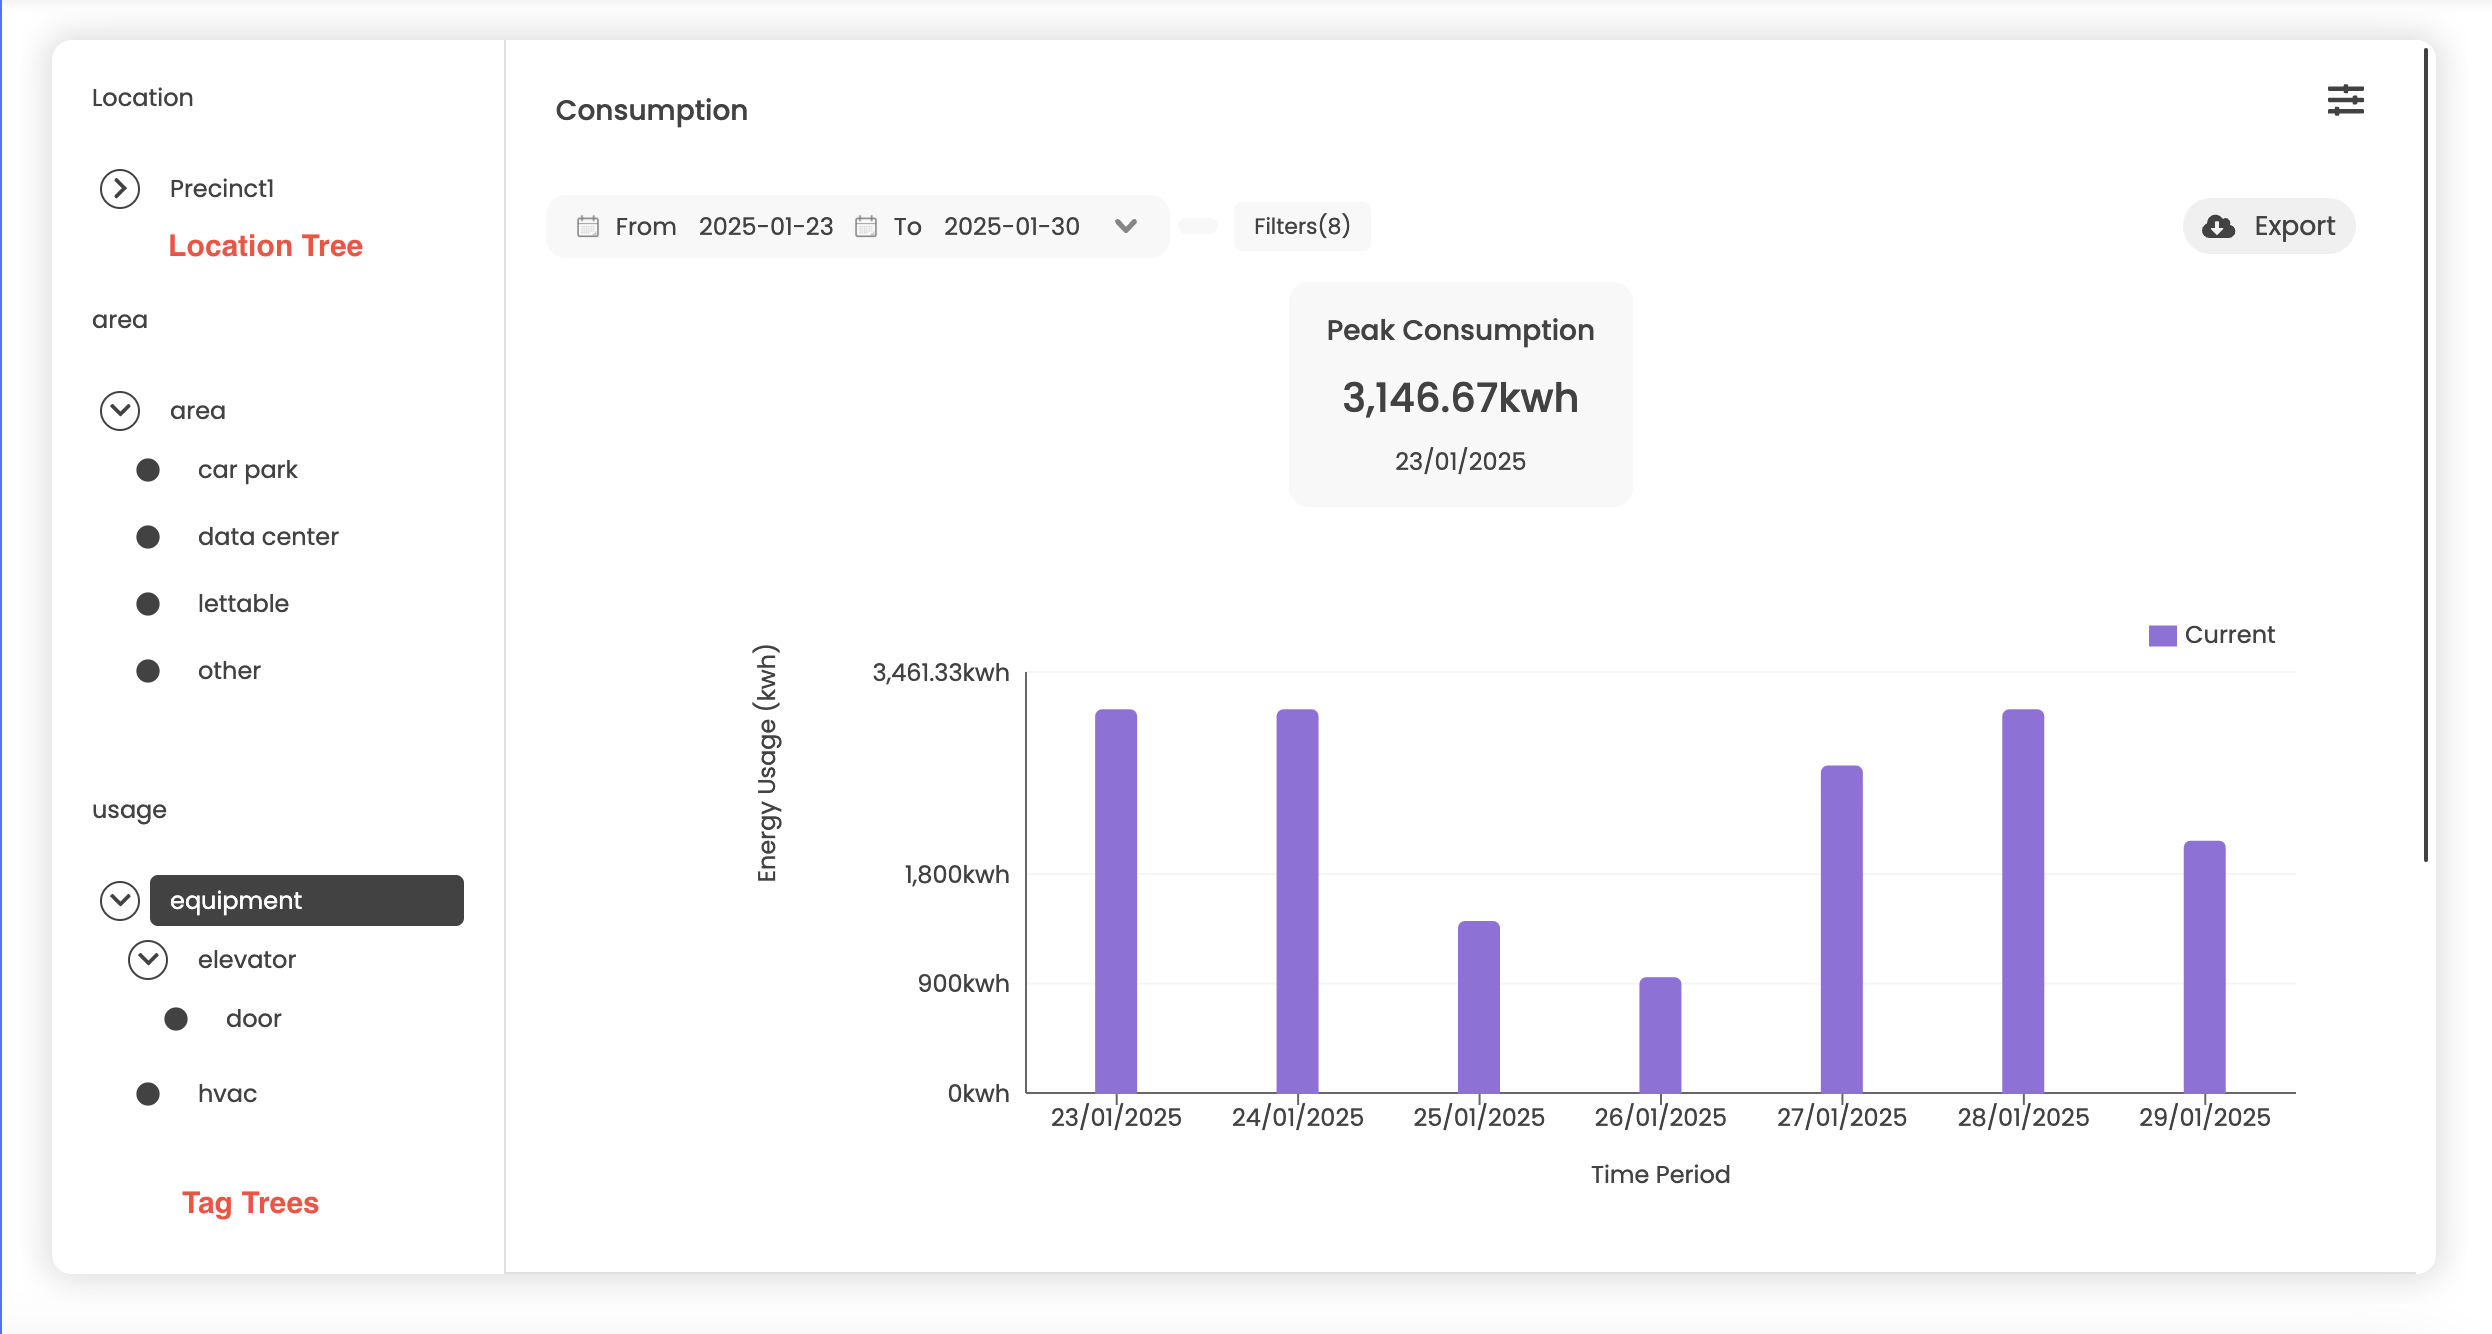 Location
Precinct1
Location Tree
area
area
car park
data center
lettable
other
usage
equipment
elevator
door
hvac
Tag Trees
Consumption
From 2025-01-23 To 2025-01-30
Filters(8)
Export
Peak Consumption
3,146.67kwh
23/01/2025
Current
Energy Usage (kwh)
3,461.33kwh
1,800kwh
900kwh
0kwh
23/01/2025 24/01/2025 25/01/2025 26/01/2025 27/01/2025 28/01/2025 29/01/2025
Time Period